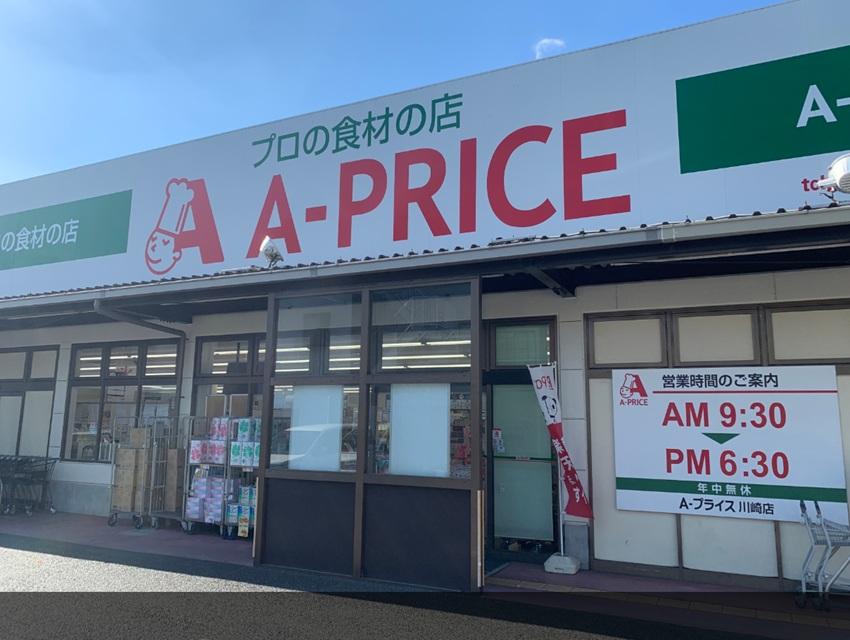 プロの食材の店
A-PRICE
の食材の店
A-
営業時間のご案内
A-PRICE
AM 9:30
PM 6:30
年中無休
A-プライス 川崎店